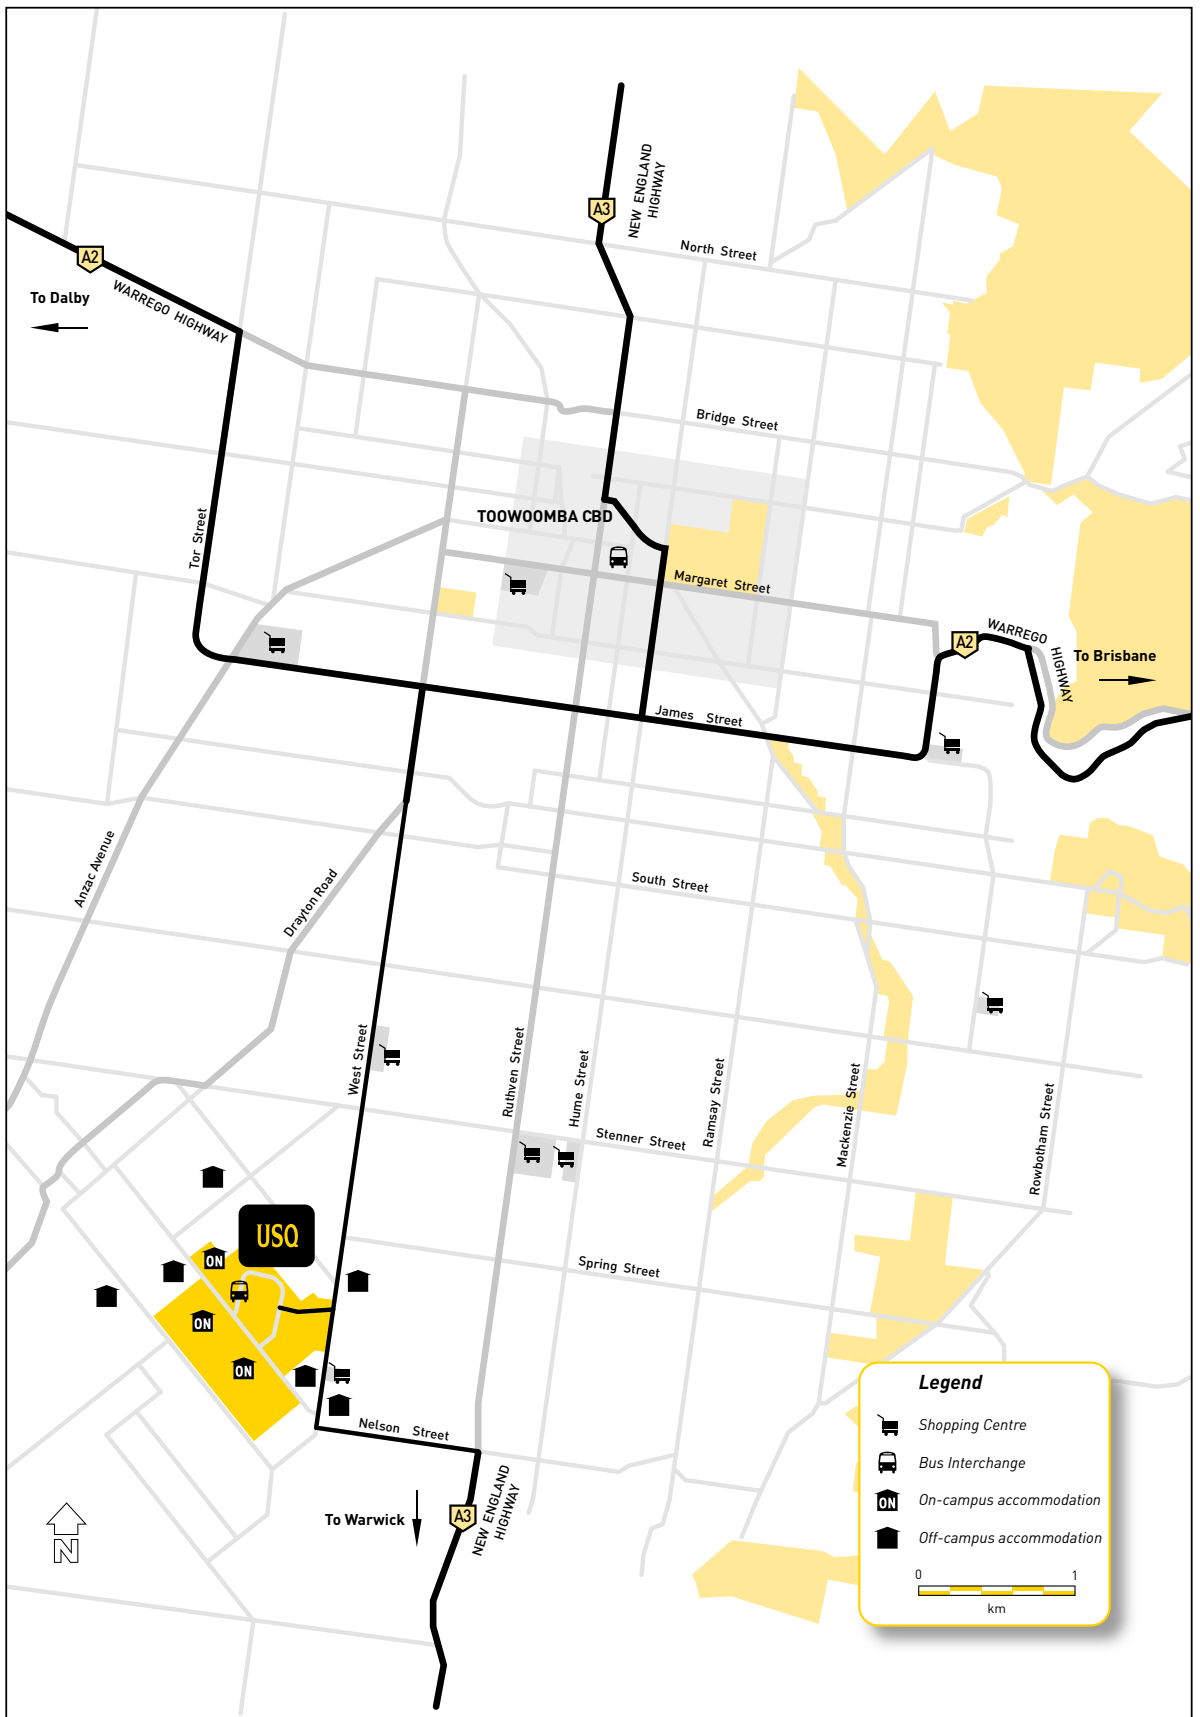 A3
NEW ENGLAND
HIGHWAY
North Street
A2
WARREGO HIGHWAY
To Dalby
Bridge Street
TOOWOOMBA CBD
Tor Street
Margaret Street
A2
WARREGO
HIGHWAY
To Brisbane
James Street
Anzac Avenue
Drayton Road
South Street
West Street
Ruthven Street
Hume Street
Ramsay Street
Mackenzie Street
Rowbotham Street
Stenner Street
USQ
ON
Spring Street
ON
ON
Nelson Street
To Warwick
A3
NEW ENGLAND
HIGHWAY
N
Legend
Shopping Centre
Bus Interchange
ON On-campus accommodation
Off-campus accommodation
0 1
km